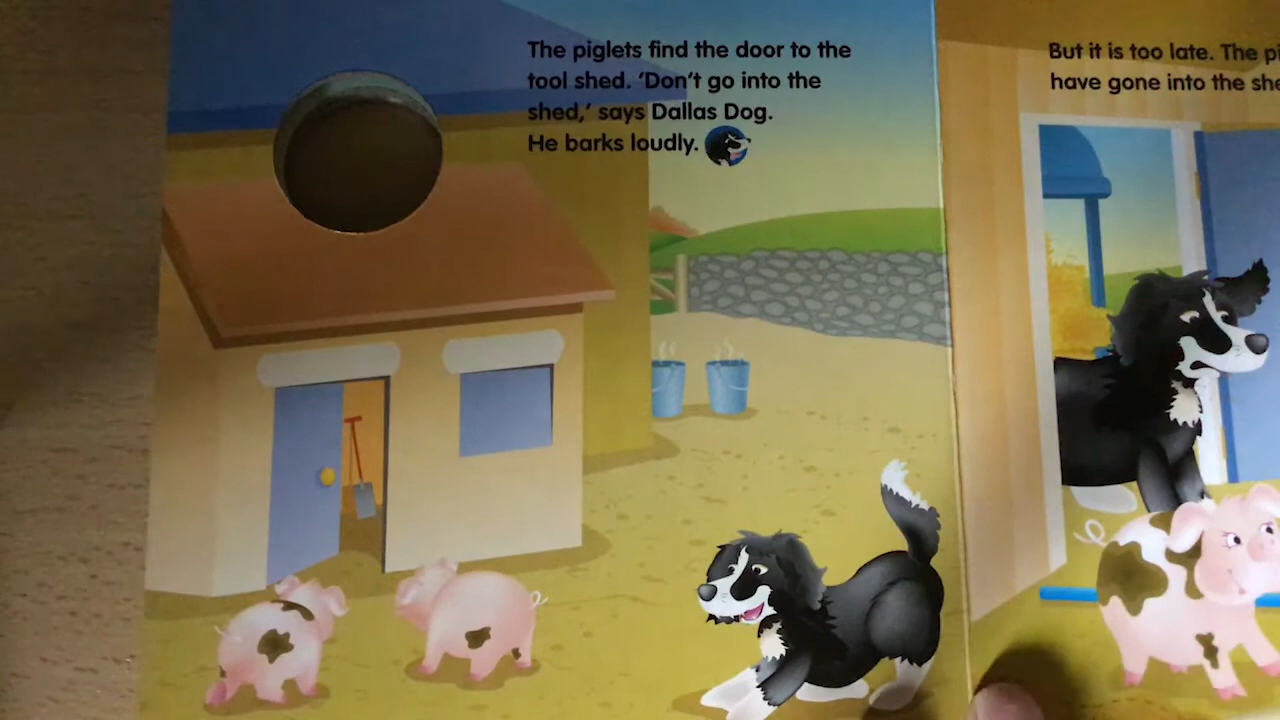 The piglets find the door to the
tool shed. ‘Don’t go into the
shed,’ says Dallas Dog.
He barks loudly.
But it is too late. The
have gone into the